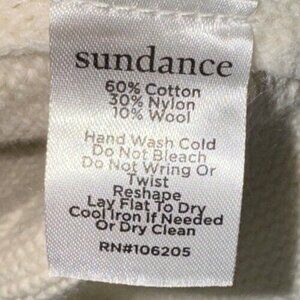 sundance
60% Cotton
30% Nylon
10% Wool
Hand Wash Cold
Do Not Bleach
Do Not Wring Or
Twist
Reshape
Lay Flat To Dry
Cool Iron If Needed
Or Dry Clean
RN#106205